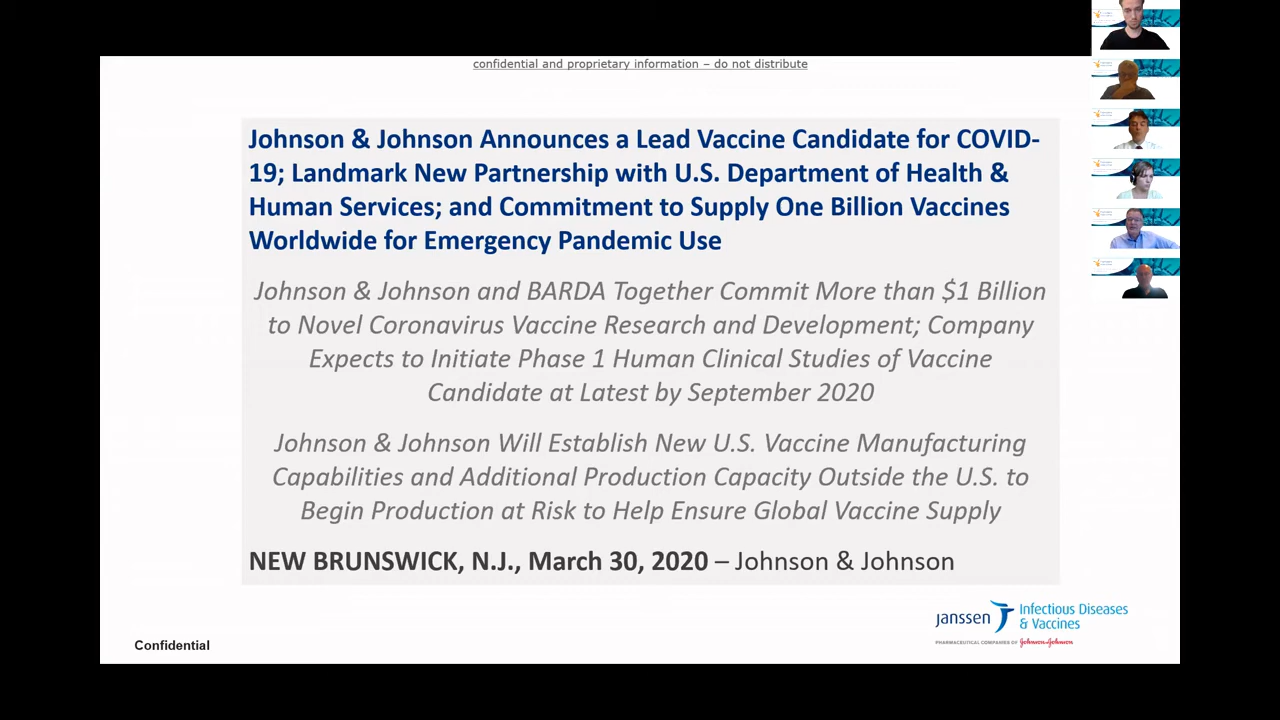 confidential and proprietary information – do not distribute
Johnson & Johnson Announces a Lead Vaccine Candidate for COVID-
19; Landmark New Partnership with U.S. Department of Health &
Human Services; and Commitment to Supply One Billion Vaccines
Worldwide for Emergency Pandemic Use
Johnson & Johnson and BARDA Together Commit More than $1 Billion
to Novel Coronavirus Vaccine Research and Development; Company
Expects to Initiate Phase 1 Human Clinical Studies of Vaccine
Candidate at Latest by September 2020
Johnson & Johnson Will Establish New U.S. Vaccine Manufacturing
Capabilities and Additional Production Capacity Outside the U.S. to
Begin Production at Risk to Help Ensure Global Vaccine Supply
NEW BRUNSWICK, N.J., March 30, 2020 – Johnson & Johnson
Janssen
Infectious Diseases
& Vaccines
PHARMACEUTICAL COMPANIES OF Johnson & Johnson
Confidential